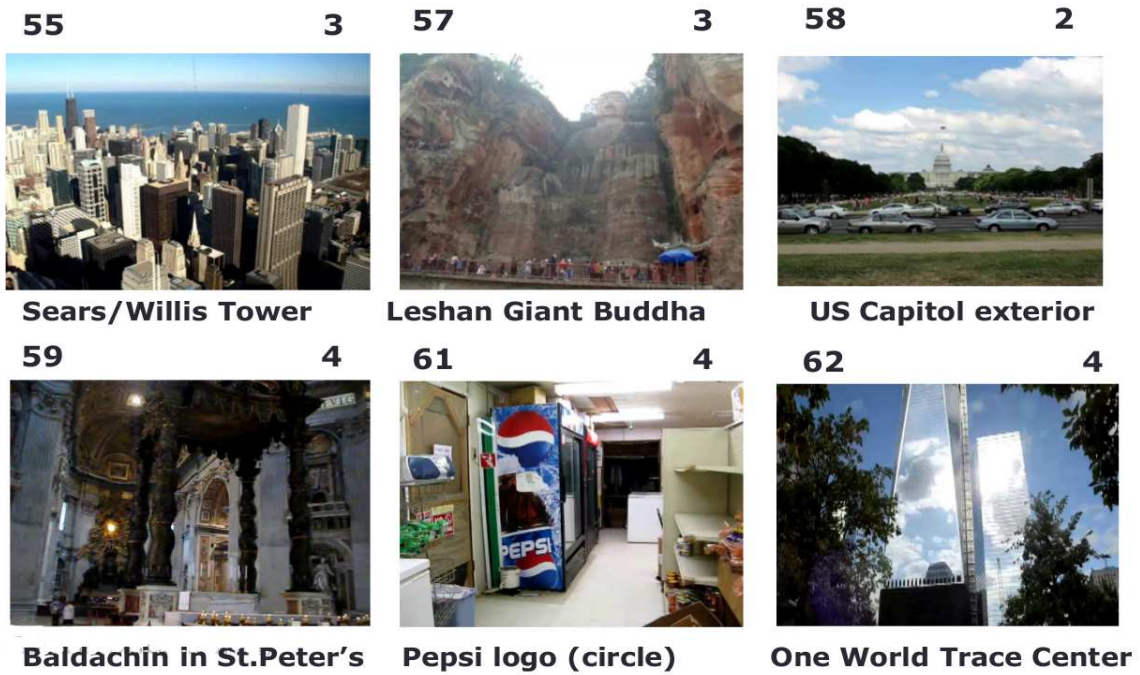 55 3 57 3 58 2
Sears/Willis Tower Leshan Giant Buddha US Capitol exterior
59 4 61 4 62 4
PEPSI
Baldachin in St.Peter's Pepsi logo (circle) One World Trace Center